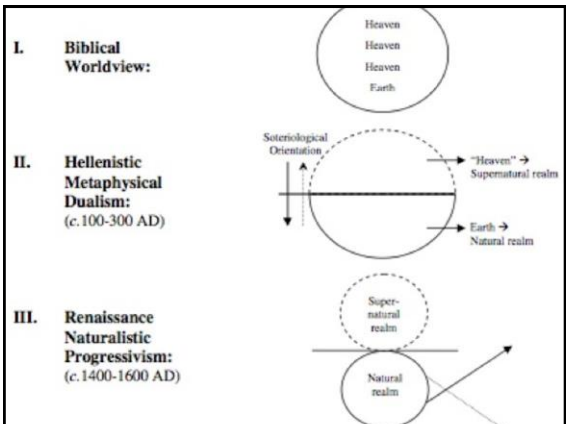 I. Biblical
Worldview:
Heaven
Heaven
Heaven
Earth
II. Hellenistic
Metaphysical
Dualism:
(c.100-300 AD)
Soteriological
Orientation
"Heaven" →
Supernatural realm
Earth →
Natural realm
III. Renaissance
Naturalistic
Progressivism:
(c.1400-1600 AD)
Super-
natural
realm
Natural
realm